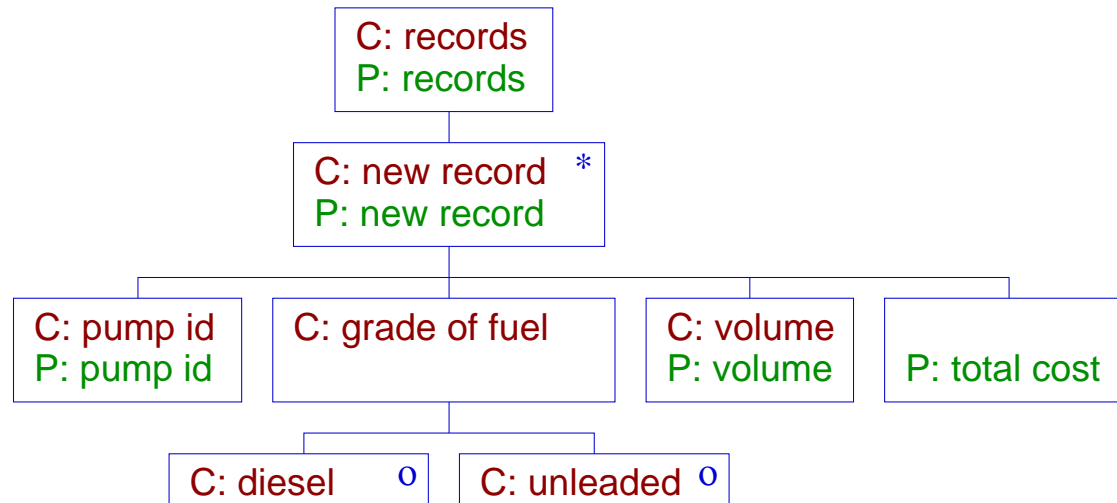 C: records
P: records
C: new record *
P: new record
C: pump id
P: pump id
C: grade of fuel
C: volume
P: volume
P: total cost
C: diesel o
C: unleaded o